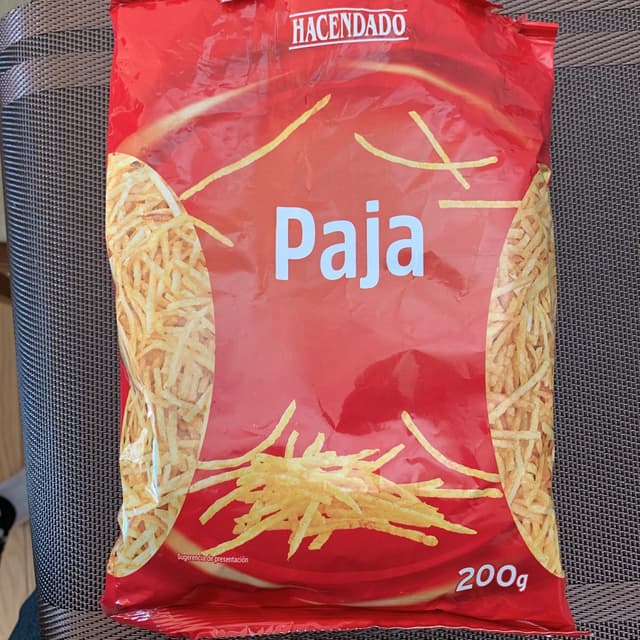 HACENDADO
Paja
Sugerencia de presentación
200g